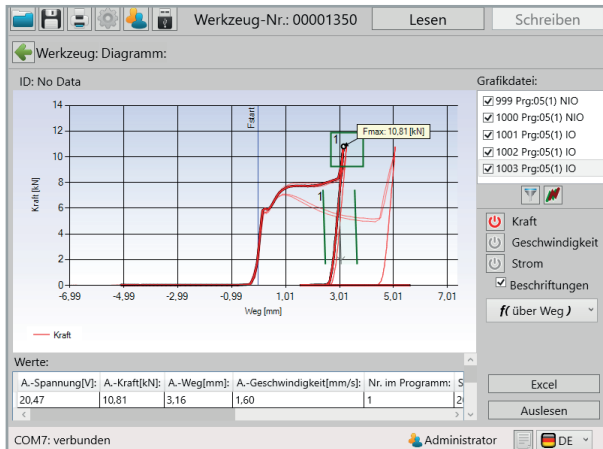 Werkzeug-Nr.: 00001350
Lesen
Schreiben
Werkzeug: Diagramm:
ID: No Data
Grafikdatei:
999 Prg:05(1) NIO
1000 Prg:05(1) NIO
1001 Prg:05(1) IO
1002 Prg:05(1) IO
1003 Prg:05(1) IO
14
12
10
8
6
4
2
0
Kraft [kN]
Fstart
1
Fmax: 10,81 [kN]
1
-6,99
-4,99
-2,99
-0,99
1,01
3,01
5,01
7,01
Weg [mm]
Kraft
Kraft
Geschwindigkeit
Strom
Beschriftungen
f( über Weg )
Werte:
A.-Spannung[V]: A.-Kraft[kN]: A.-Weg[mm]: A.-Geschwindigkeit[mm/s]: Nr. im Programm: S
20,47 10,81 3,16 1,60 1 20
Excel
Auslesen
COM7: verbunden
Administrator
DE